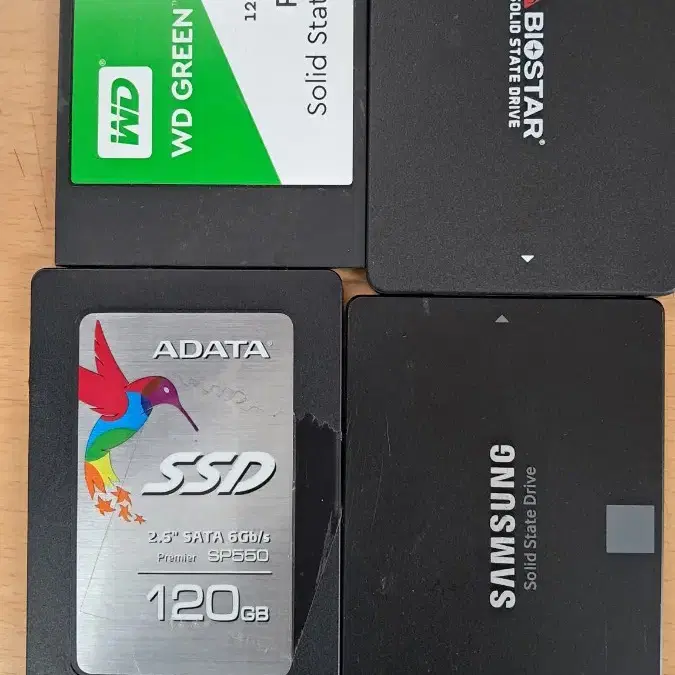 WD
WD GREEN
12
Solid Stat
BIOSTAR
SOLID STATE DRIVE
ADATA
SSD
2.5" SATA 6Gb/s
Premier SP550
120GB
SAMSUNG
Solid State Drive